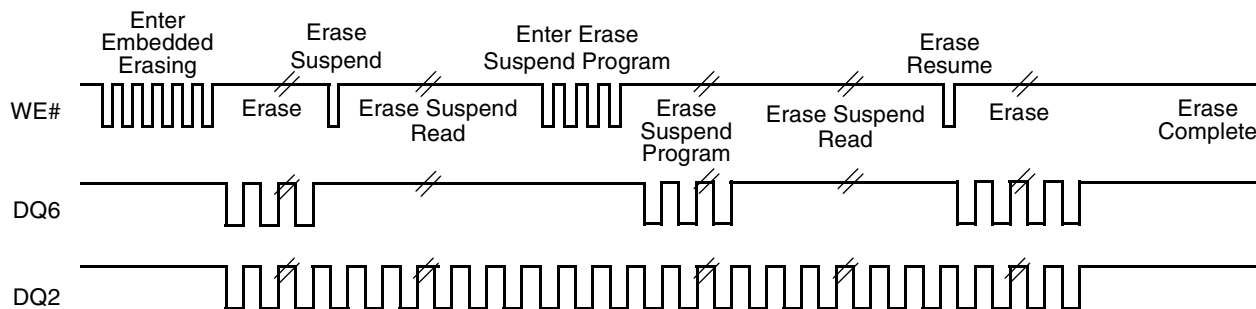 Enter
Embedded
Erasing
Erase
Suspend
Enter Erase
Suspend Program
Erase
Resume
WE#
Erase
Erase Suspend
Read
Erase
Suspend
Program
Erase Suspend
Read
Erase
Erase
Complete
DQ6
DQ2